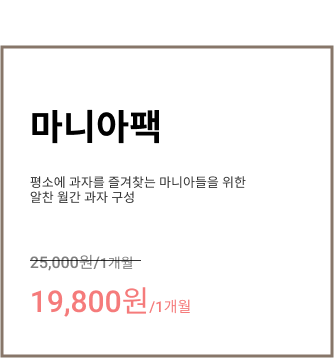 마니아팩
평소에 과자를 즐겨찾는 마니아들을 위한
알찬 월간 과자 구성
25,000원/1개월
19,800원/1개월